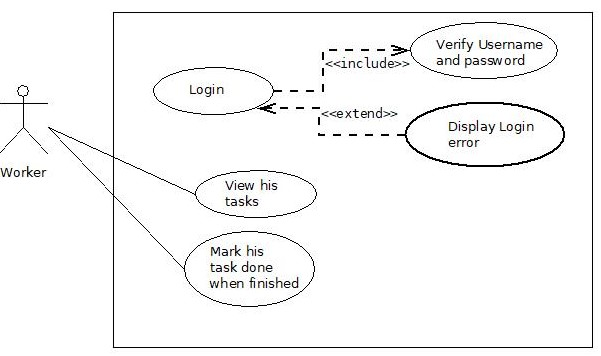 Verify Username
and password
<<include>>
Login
<<extend>>
Display Login
error
Worker
View his
tasks
Mark his
task done
when finished